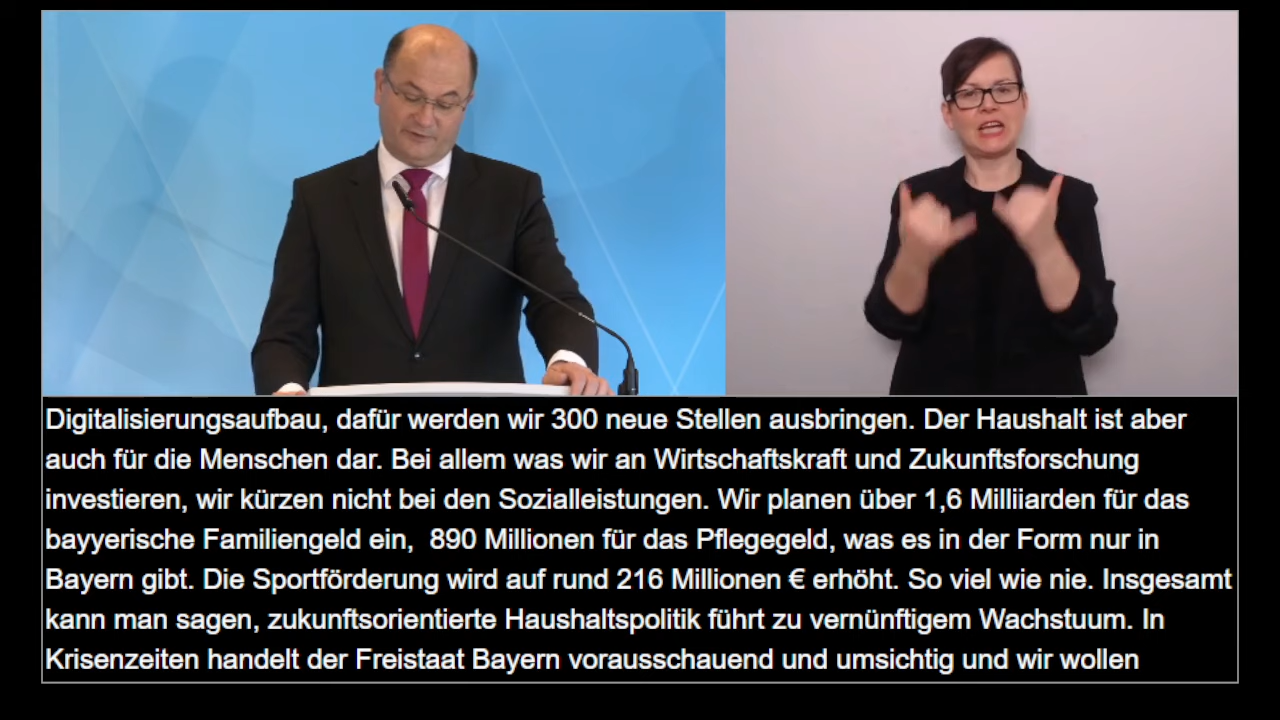 Digitalisierungsaufbau, dafür werden wir 300 neue Stellen ausbringen. Der Haushalt ist aber
auch für die Menschen dar. Bei allem was wir an Wirtschaftskraft und Zukunftsforschung
investieren, wir kürzen nicht bei den Sozialleistungen. Wir planen über 1,6 Milliiarden für das
bayyerische Familiengeld ein,  890 Millionen für das Pflegegeld, was es in der Form nur in
Bayern gibt. Die Sportförderung wird auf rund 216 Millionen € erhöht. So viel wie nie. Insgesamt
kann man sagen, zukunftsorientierte Haushaltspolitik führt zu vernünftigem Wachstuum. In
Krisenzeiten handelt der Freistaat Bayern vorausschauend und umsichtig und wir wollen